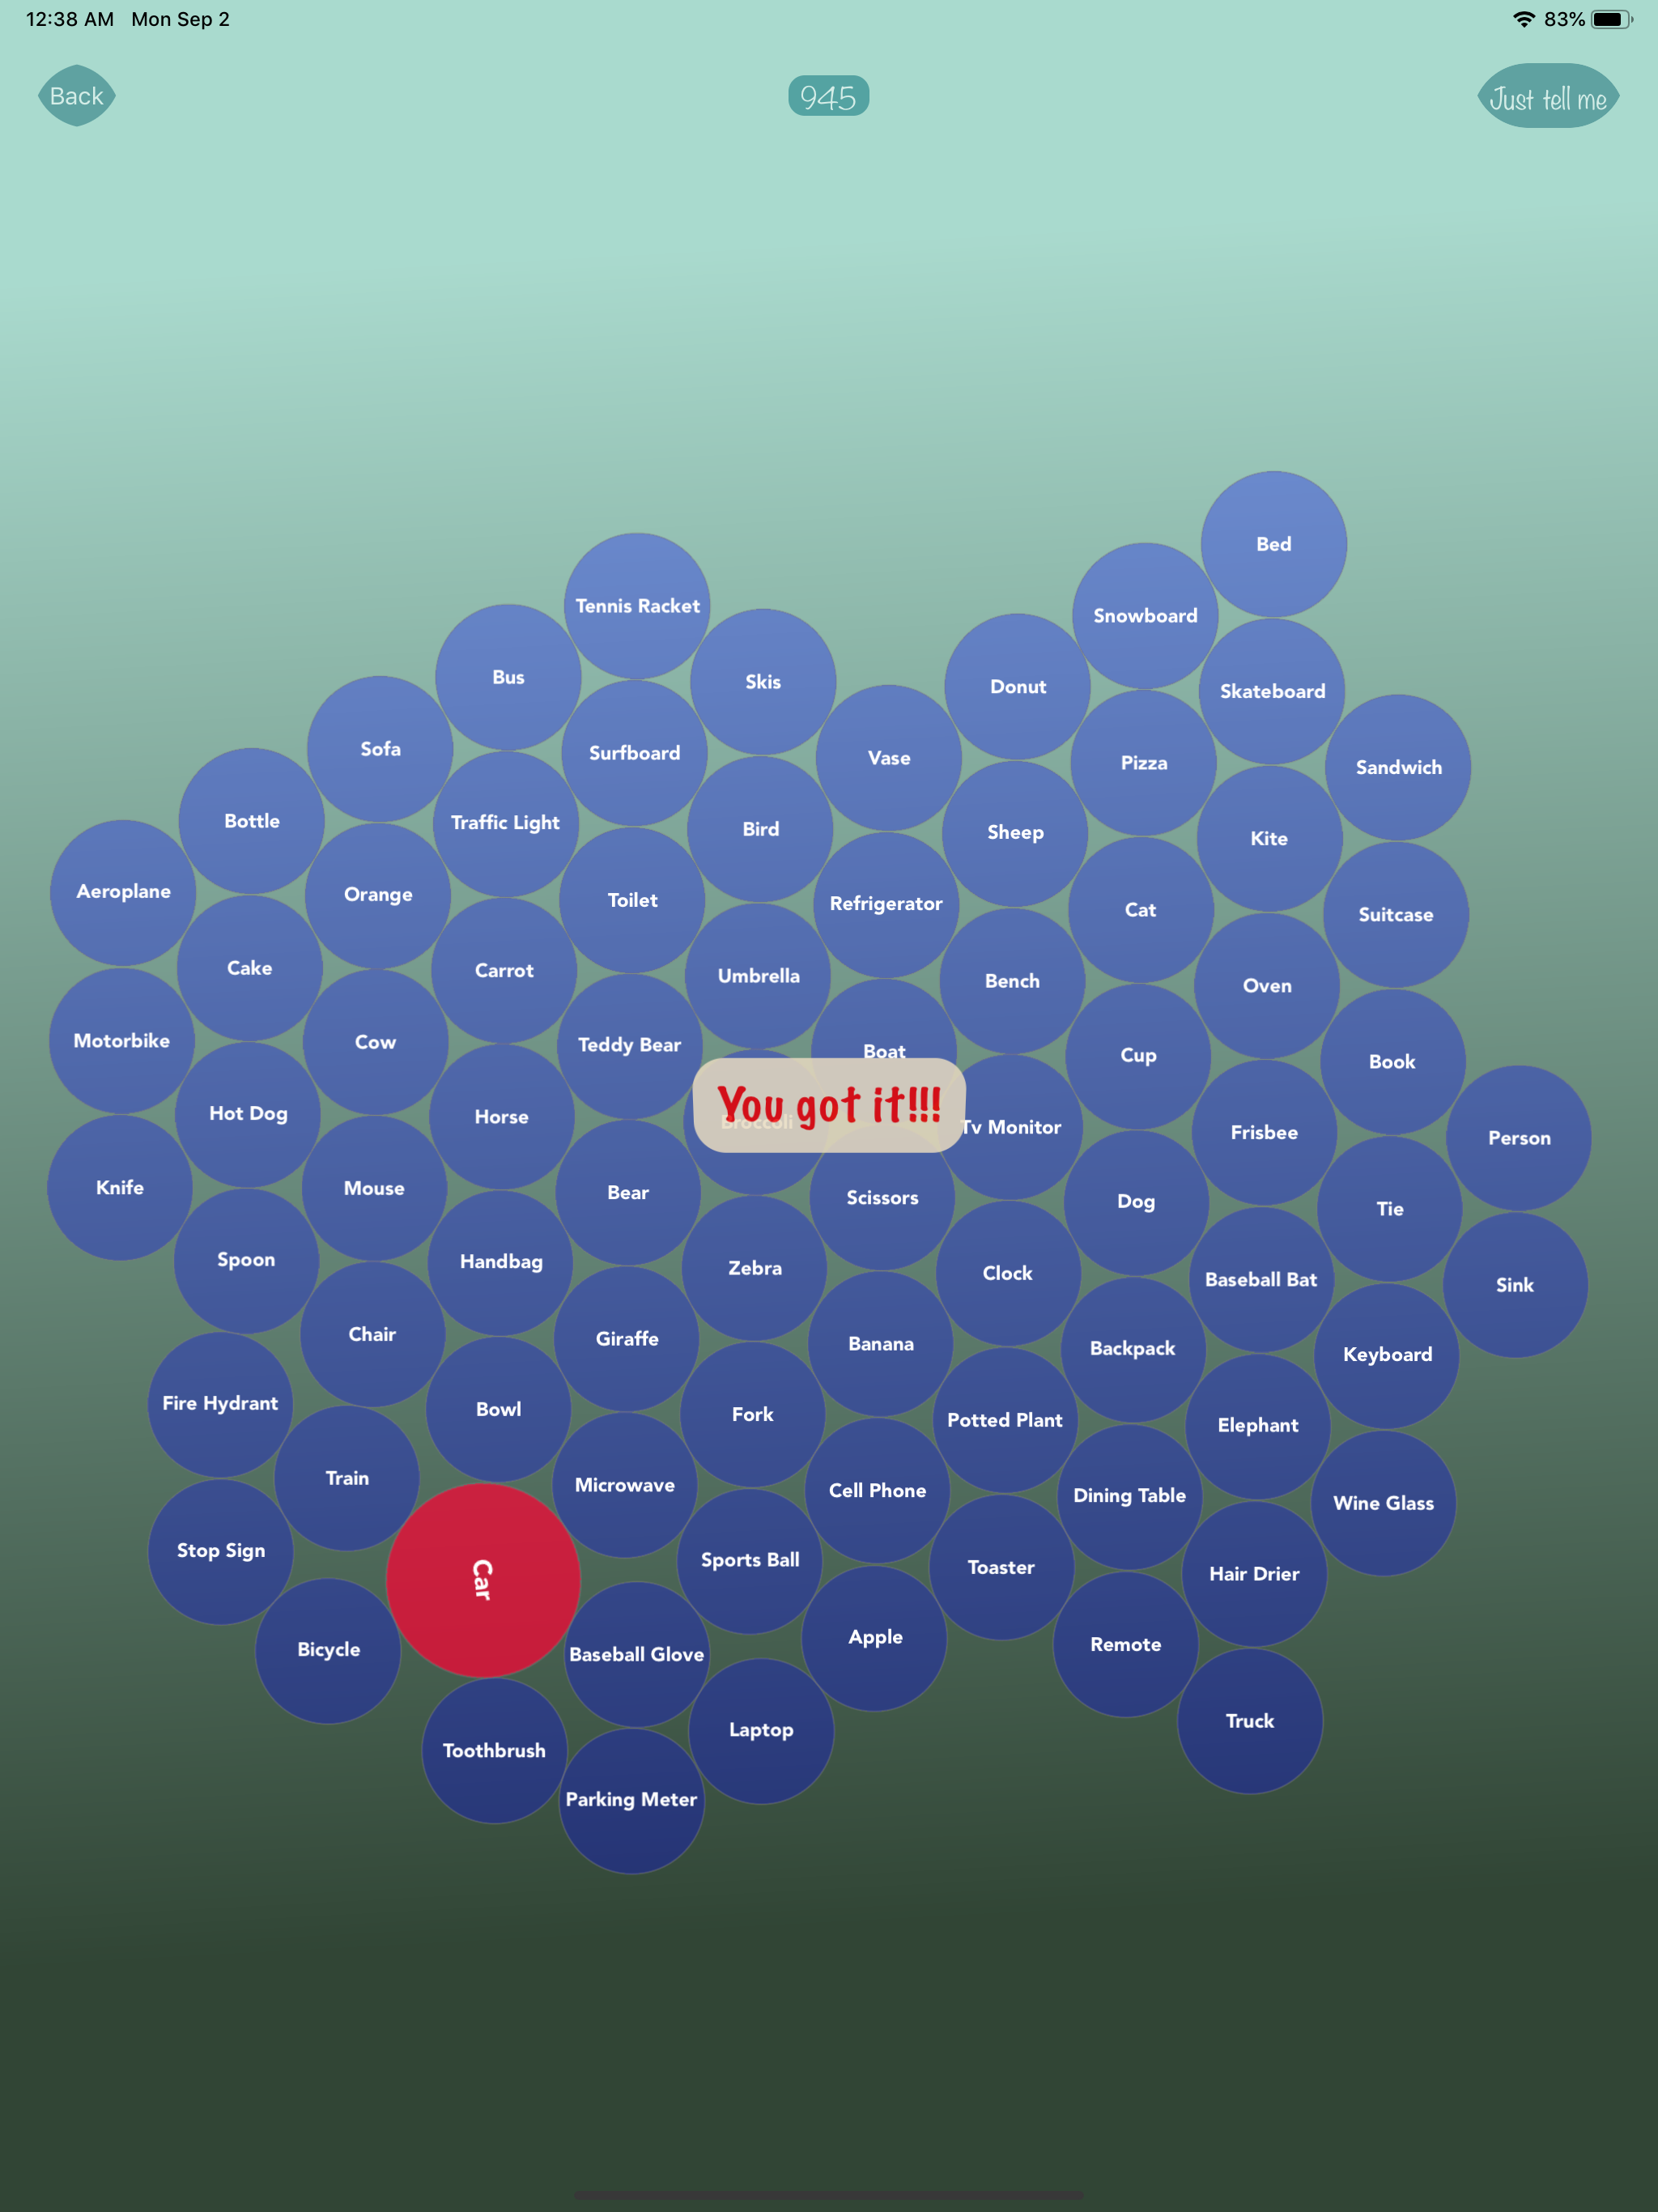 12:38 AM Mon Sep 2
83%
Back
945
Just tell me
Bed
Tennis Racket
Snowboard
Bus
Skis
Donut
Skateboard
Sofa
Surfboard
Vase
Pizza
Sandwich
Bottle
Traffic Light
Bird
Sheep
Kite
Aeroplane
Orange
Toilet
Refrigerator
Cat
Suitcase
Cake
Carrot
Umbrella
Bench
Oven
Motorbike
Cow
Teddy Bear
Boat
Cup
Book
You got it!!!
Hot Dog
Horse
Broccoli
Tv Monitor
Frisbee
Person
Knife
Mouse
Bear
Scissors
Dog
Tie
Spoon
Handbag
Zebra
Clock
Baseball Bat
Sink
Chair
Giraffe
Banana
Backpack
Keyboard
Fire Hydrant
Bowl
Fork
Potted Plant
Elephant
Train
Microwave
Cell Phone
Dining Table
Wine Glass
Stop Sign
Car
Sports Ball
Toaster
Hair Drier
Bicycle
Baseball Glove
Apple
Remote
Toothbrush
Laptop
Truck
Parking Meter